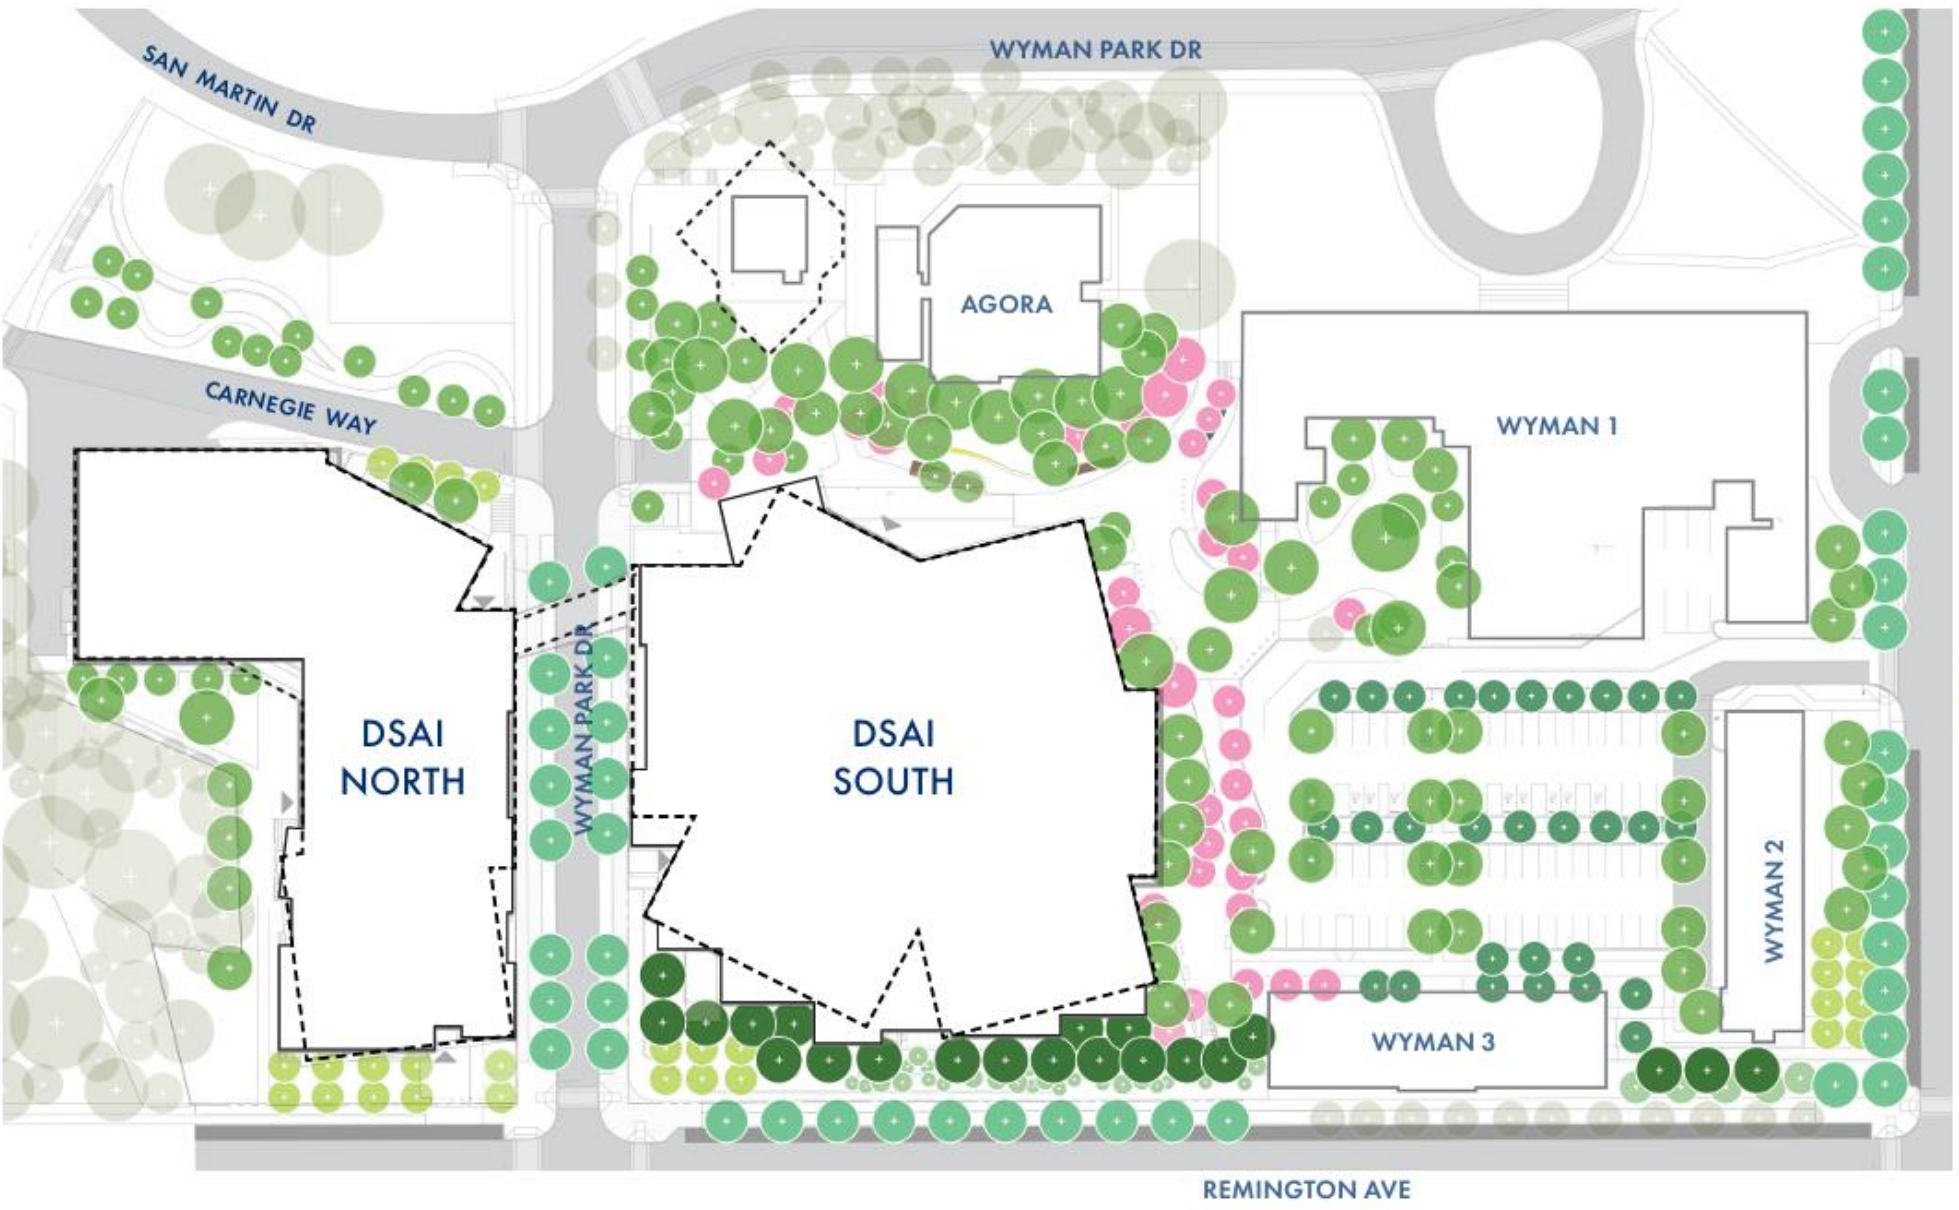 WYMAN PARK DR
SAN MARTIN DR
AGORA
CARNEGIE WAY
WYMAN 1
DSAI
NORTH
WYMAN PARK DR
DSAI
SOUTH
WYMAN 2
WYMAN 3
REMINGTON AVE